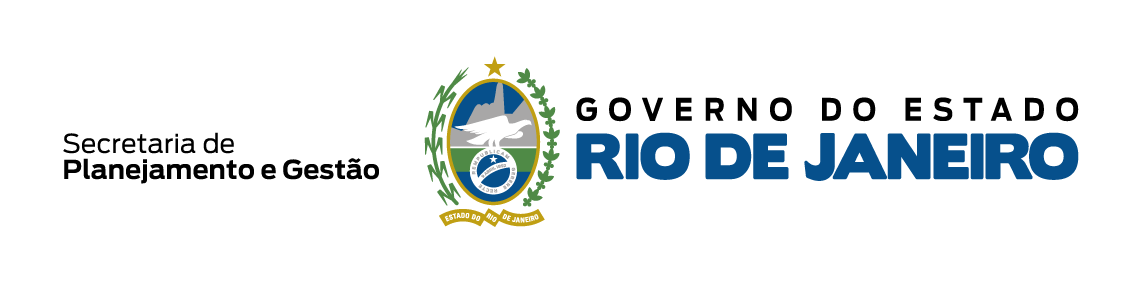 Secretaria de
Planejamento e Gestão
ESTADO DO RIO DE JANEIRO
GOVERNO DO ESTADO
RIO DE JANEIRO